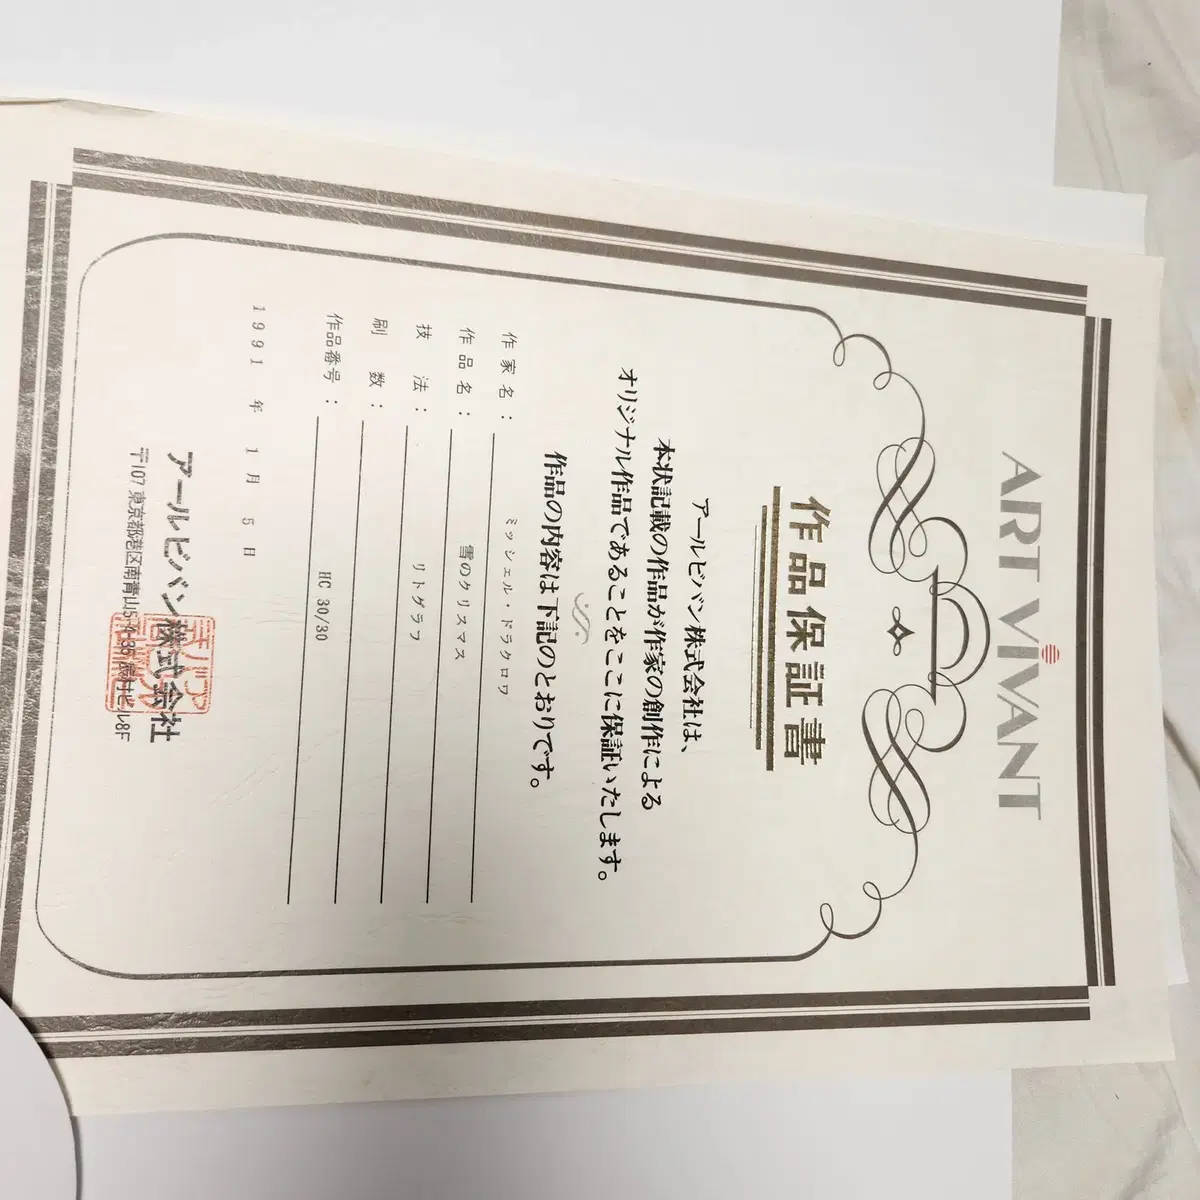 ART VIVANT
作品保証書
アールビバン株式会社は、
本状記載の作品が作家の創作による
オリジナル作品であることをここに保証いたします。
作品の内容は下記のとおりです。
作家名： ミッシェル・ドラクロワ
作品名： 雪のクリスマス
技法： リトグラフ
刷数：
作品番号： HC 30/30
1991年 1月 5日
アールビバン株式会社
〒107 東京都港区南青山5-4-35 ビル8F